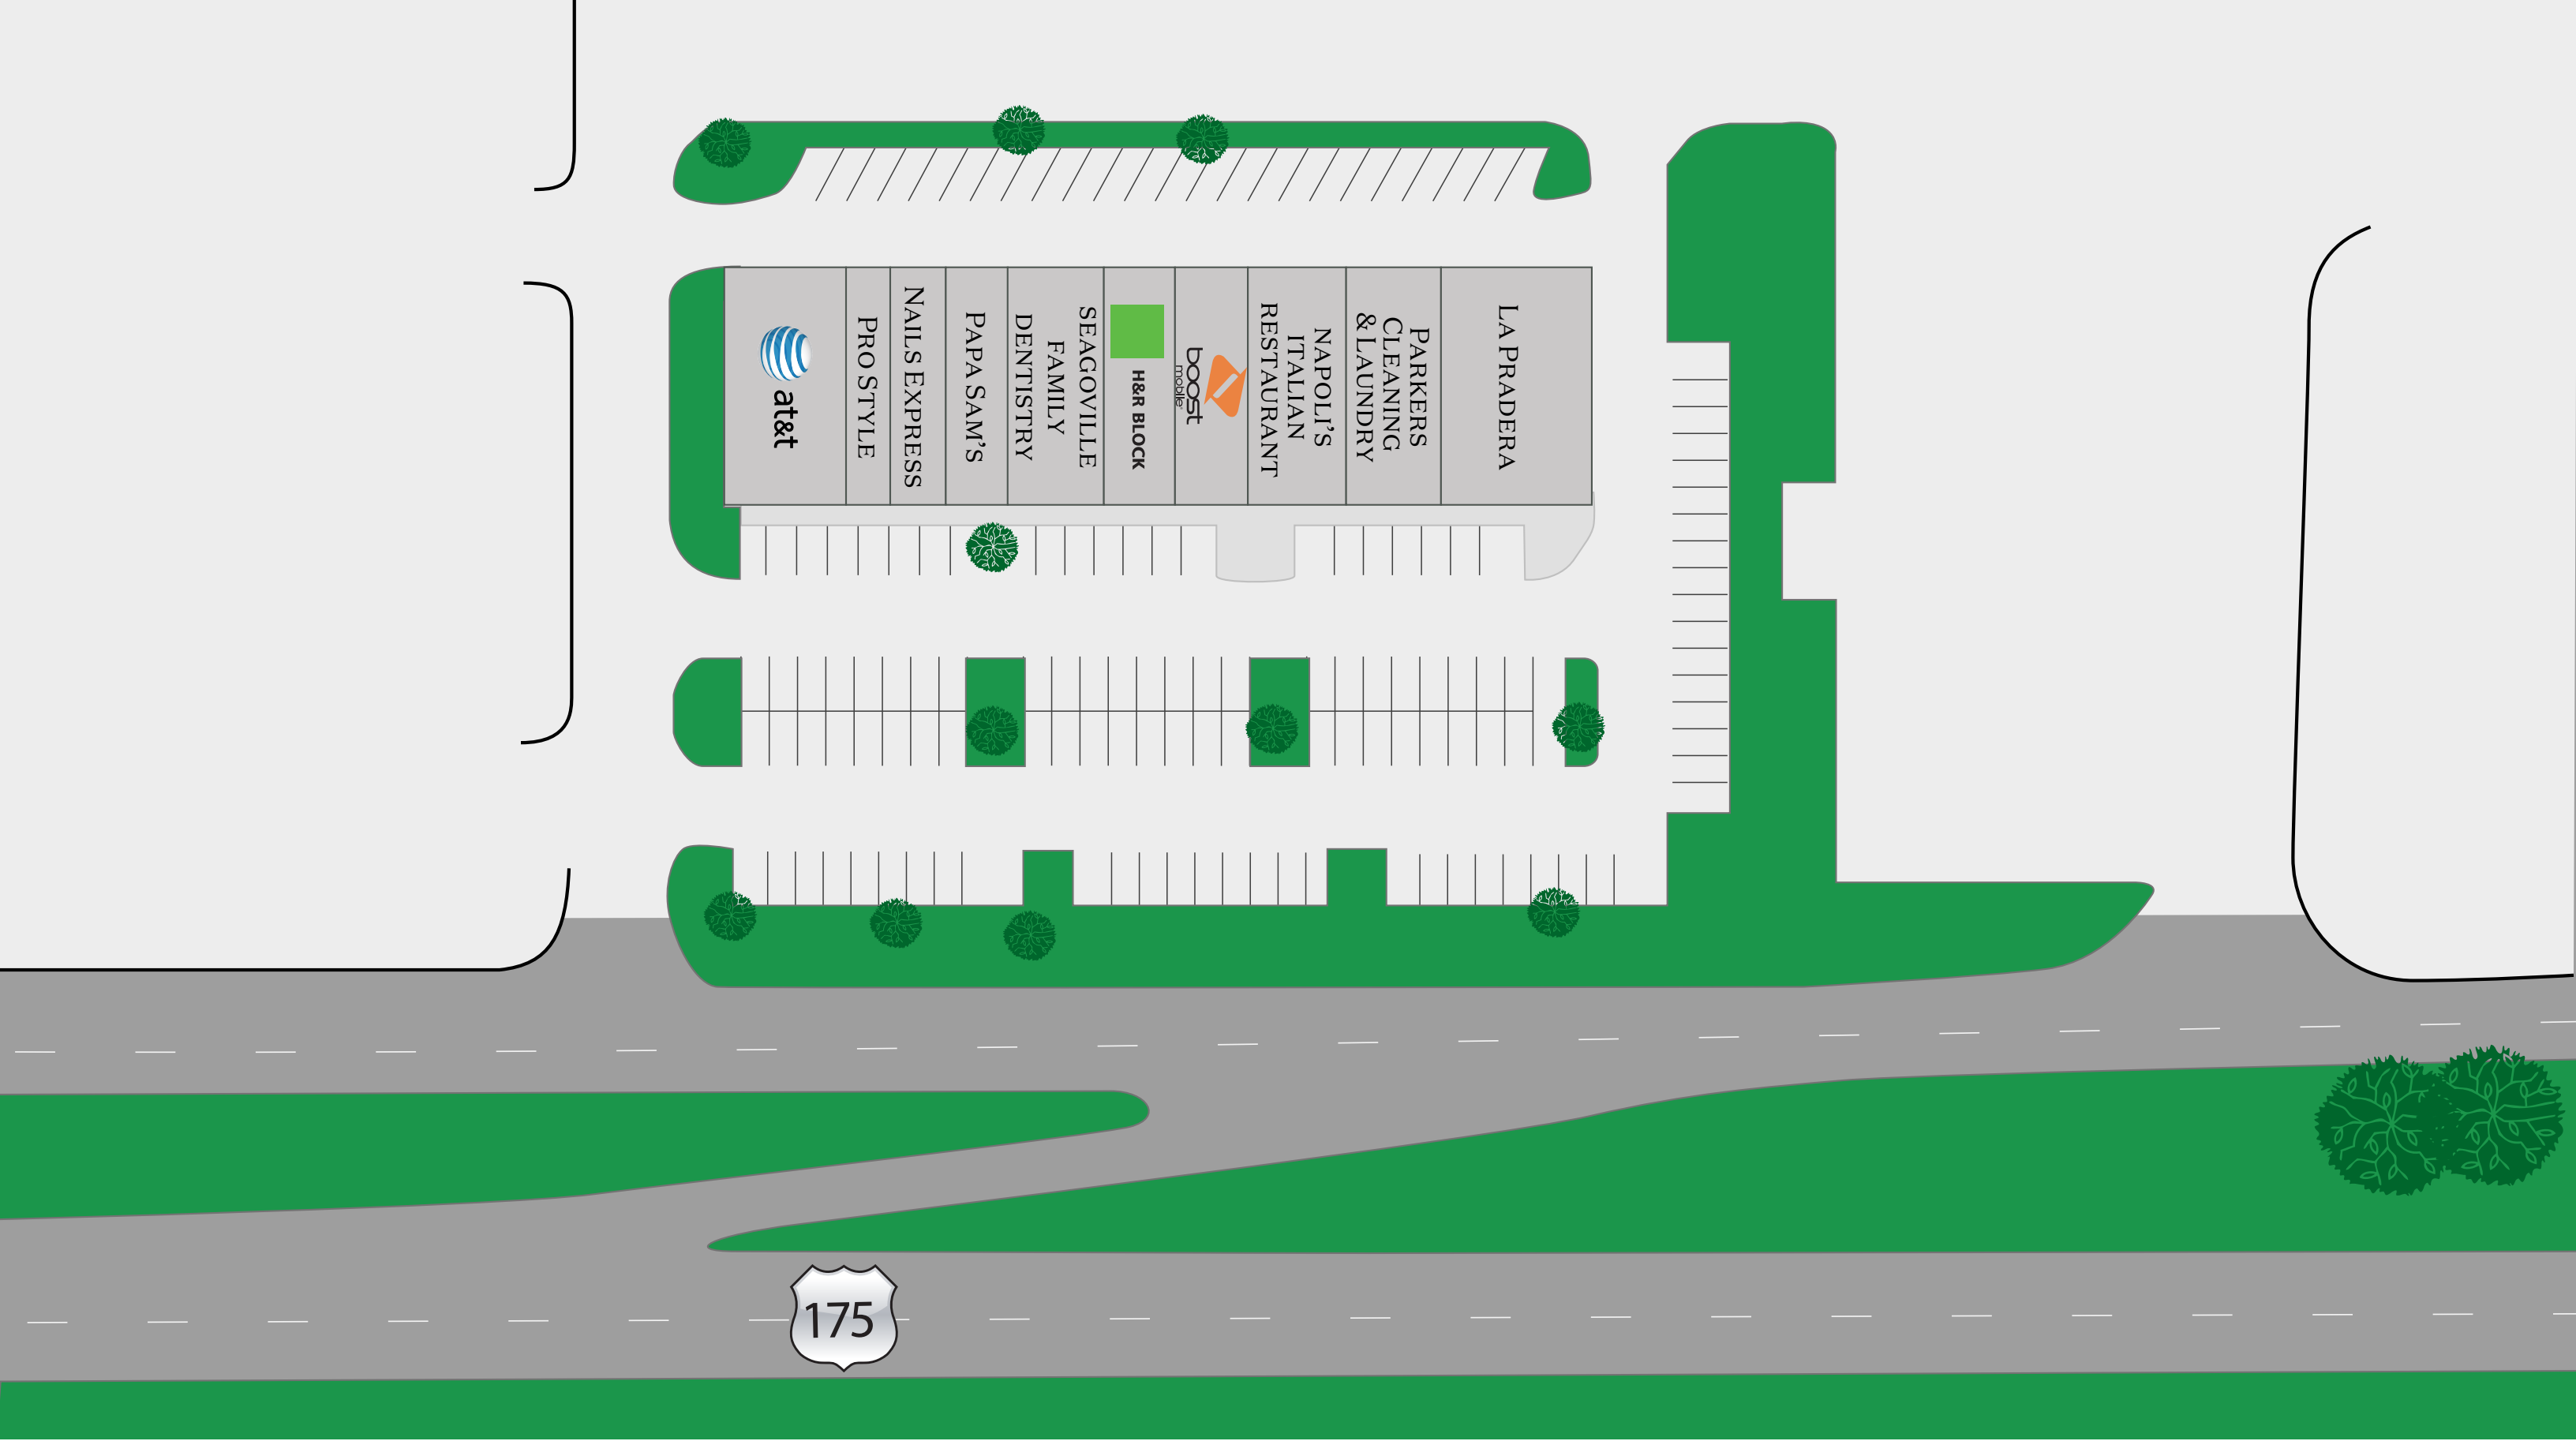 at&t
PRO STYLE
NAILS EXPRESS
PAPA SAM'S
SEAGOVILLE
FAMILY
DENTISTRY
H&R BLOCK
boost
mobile
NAPOLI'S
ITALIAN
RESTAURANT
PARKERS
CLEANING
& LAUNDRY
LA PRADERA
175